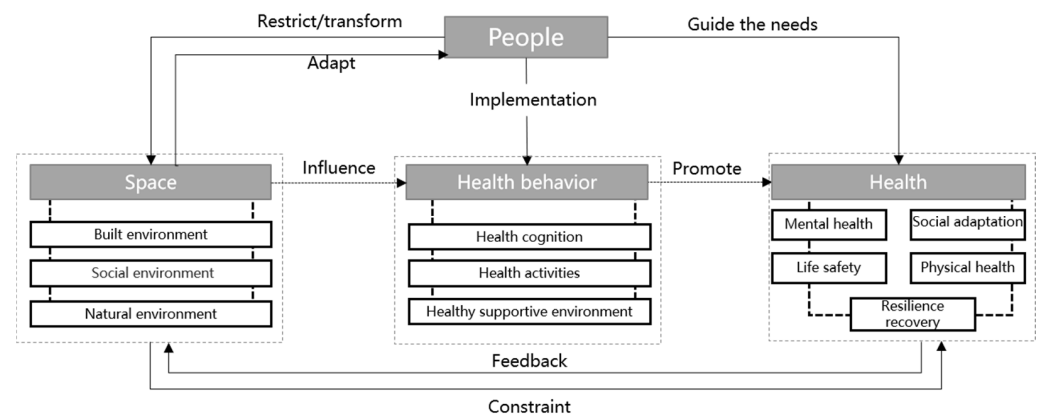 Restrict/transform
People
Guide the needs
Adapt
Implementation
Space
Influence
Health behavior
Promote
Health
Built environment
Social environment
Natural environment
Health cognition
Health activities
Healthy supportive environment
Mental health
Social adaptation
Life safety
Physical health
Resilience
recovery
Feedback
Constraint